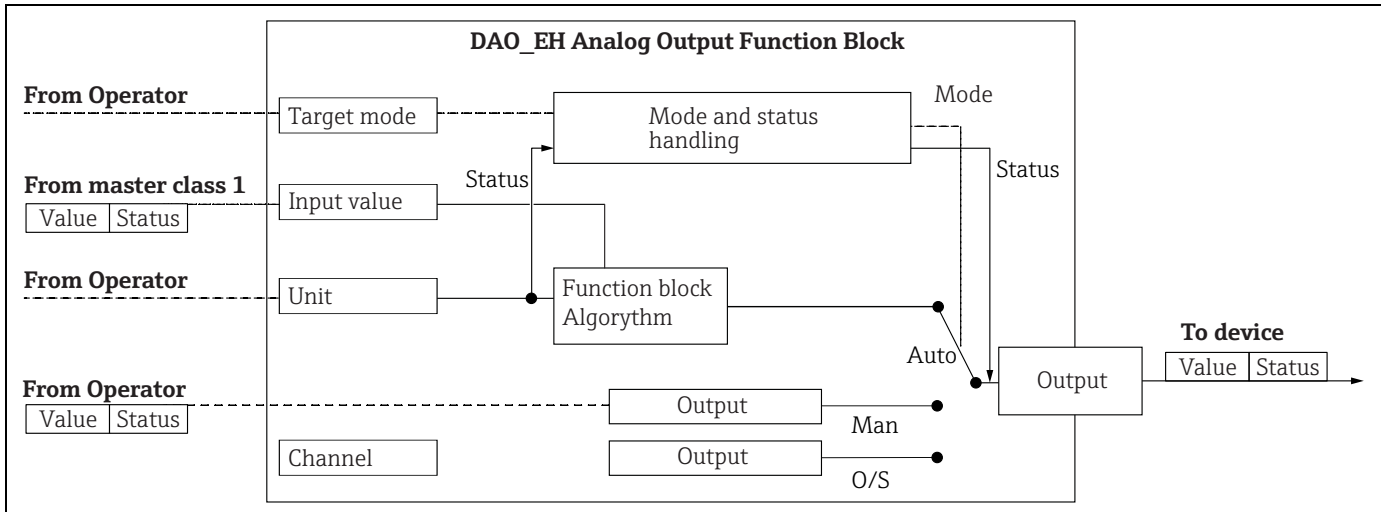 DAO_EH Analog Output Function Block
From Operator
Target mode
Mode and status
handling
Mode
From master class 1
Value Status
Input value
Status
Status
From Operator
Unit
Function block
Algorythm
Auto
To device
Value Status
Output
From Operator
Value Status
Output
Man
Channel
Output
O/S